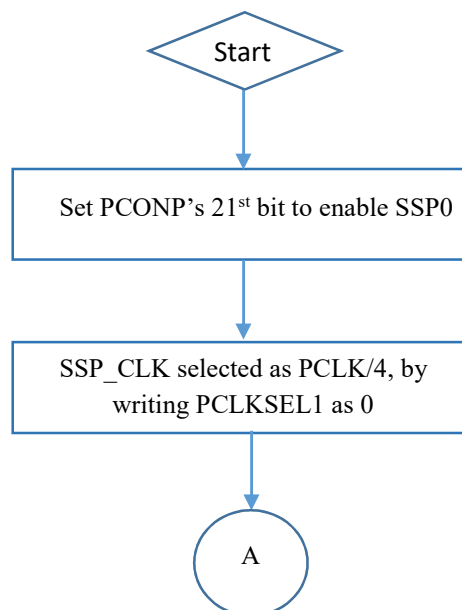 Start
Set PCONP's 21st bit to enable SSP0
SSP_CLK selected as PCLK/4, by
writing PCLKSEL1 as 0
A